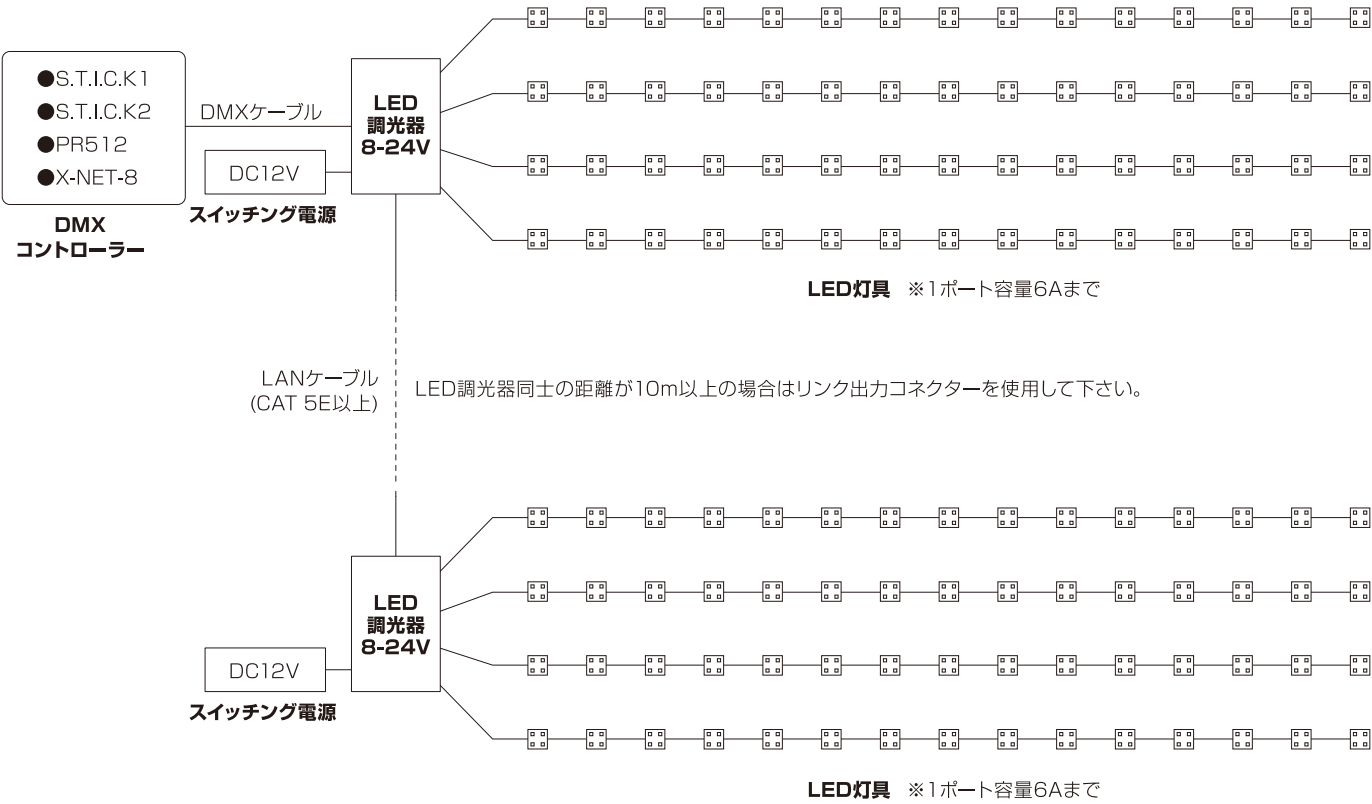 ●S.T.I.C.K1
●S.T.I.C.K2
●PR512
●X-NET-8
DMX
コントローラー
DMXケーブル
DC12V
スイッチング電源
LED
調光器
8-24V
LED灯具 ※1ポート容量6Aまで
LANケーブル
(CAT 5E以上)
LED調光器同士の距離が10m以上の場合はリンク出力コネクターを使用して下さい。
LED
調光器
8-24V
DC12V
スイッチング電源
LED灯具 ※1ポート容量6Aまで